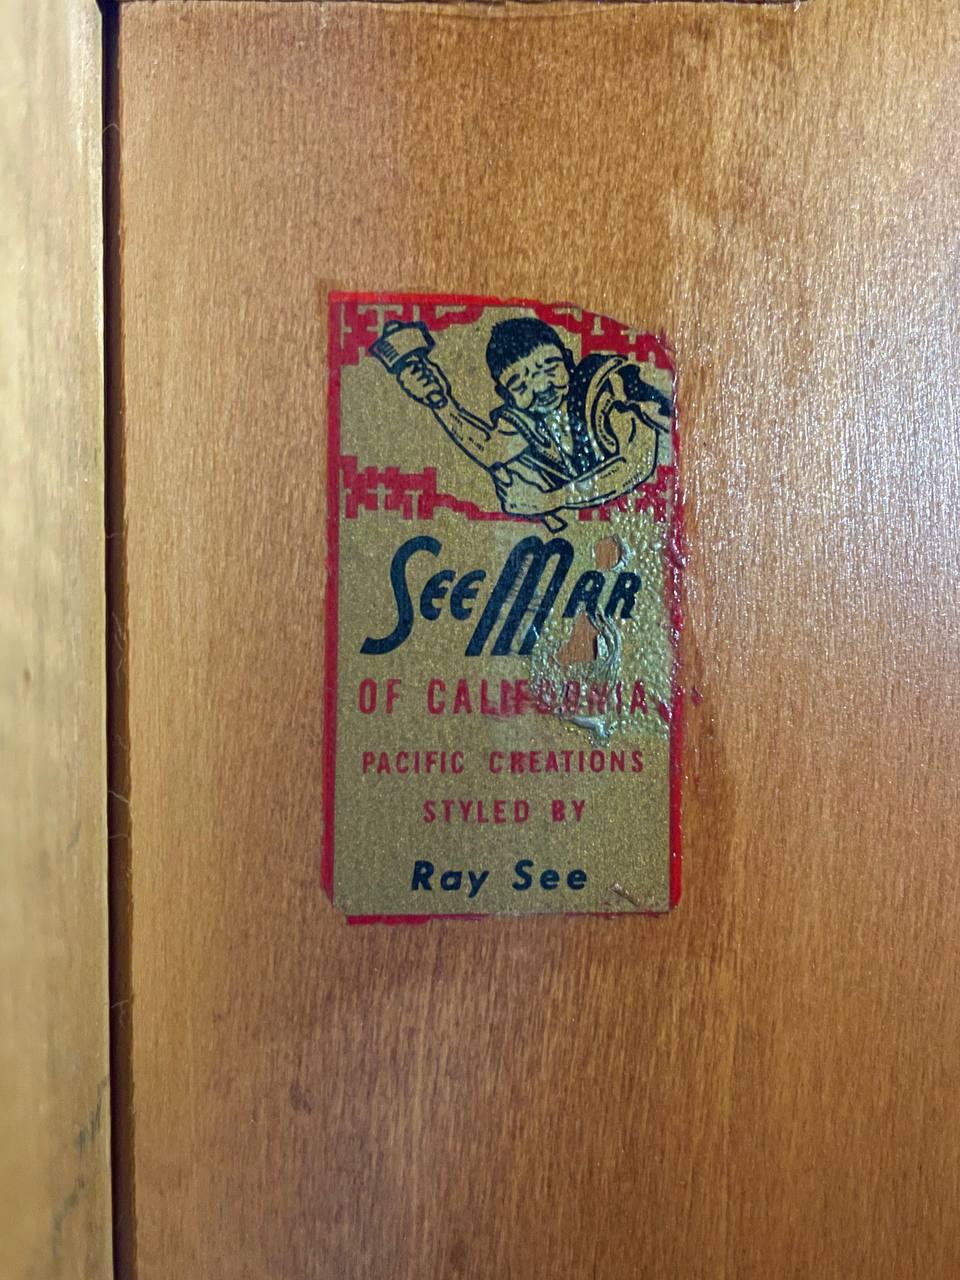 SeeMar
OF CALIFORNIA
PACIFIC CREATIONS
STYLED BY
Ray See